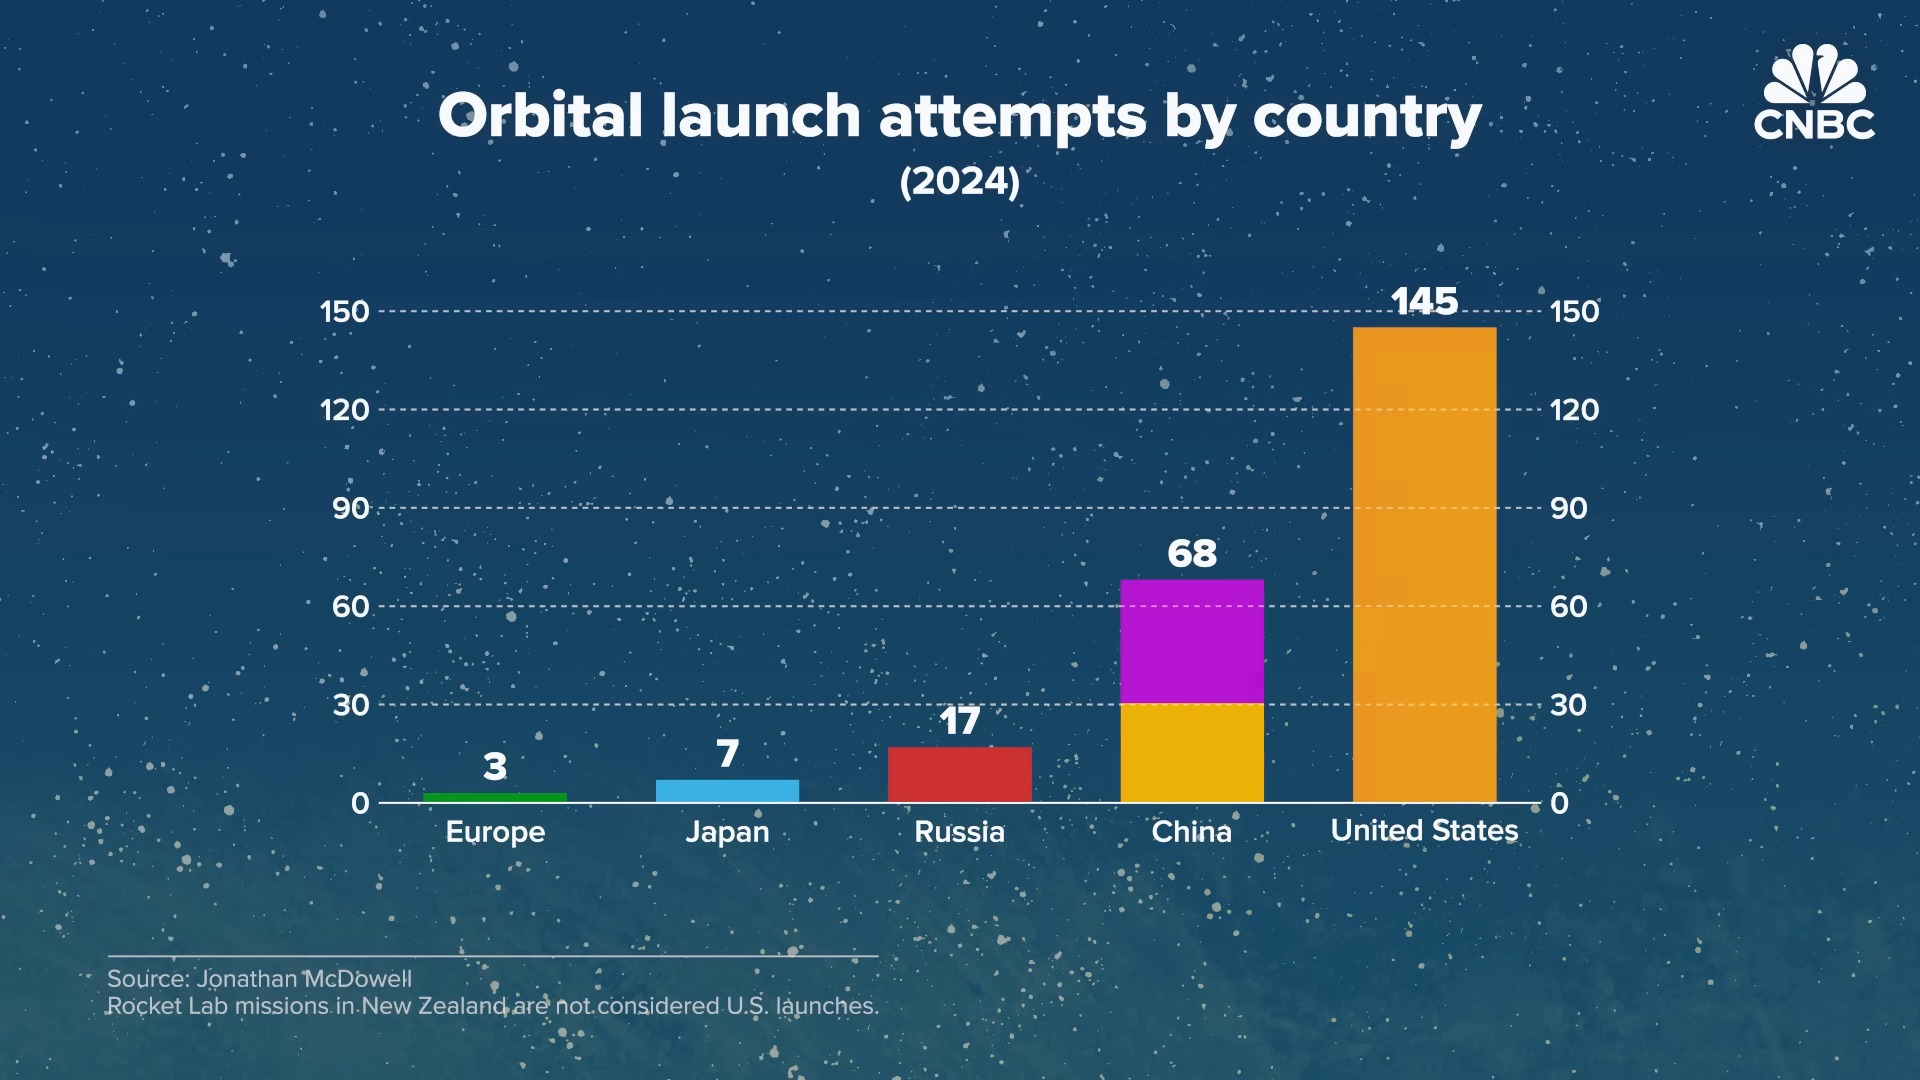 CNBC
Orbital launch attempts by country
(2024)
150 145 150
120 120
90 90
68
60 60
30 30
17
7
3
0 0
Europe Japan Russia China United States
Source: Jonathan McDowell
Rocket Lab missions in New Zealand are not considered U.S. launches.